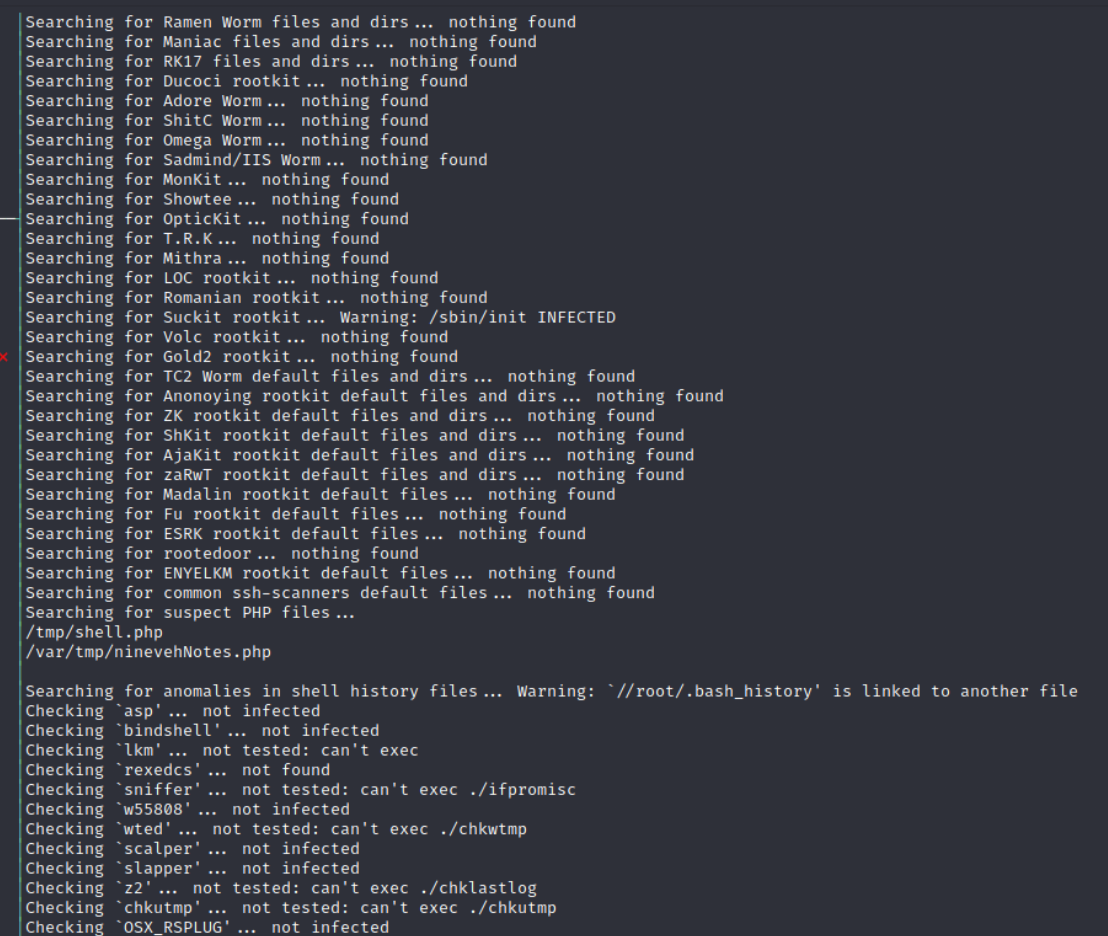 Searching for Ramen Worm files and dirs... nothing found
Searching for Maniac files and dirs... nothing found
Searching for RK17 files and dirs... nothing found
Searching for Ducoci rootkit... nothing found
Searching for Adore Worm... nothing found
Searching for ShitC Worm... nothing found
Searching for Omega Worm... nothing found
Searching for Sadmind/IIS Worm... nothing found
Searching for MonKit... nothing found
Searching for Showtee... nothing found
Searching for OpticKit... nothing found
Searching for T.R.K... nothing found
Searching for Mithra... nothing found
Searching for LOC rootkit... nothing found
Searching for Romanian rootkit... nothing found
Searching for Suckit rootkit... Warning: /sbin/init INFECTED
Searching for Volc rootkit... nothing found
Searching for Gold2 rootkit... nothing found
Searching for TC2 Worm default files and dirs... nothing found
Searching for Anonoying rootkit default files and dirs... nothing found
Searching for ZK rootkit default files and dirs... nothing found
Searching for ShKit rootkit default files and dirs... nothing found
Searching for AjaKit rootkit default files and dirs... nothing found
Searching for zaRwT rootkit default files and dirs... nothing found
Searching for Madalin rootkit default files... nothing found
Searching for Fu rootkit default files... nothing found
Searching for ESRK rootkit default files... nothing found
Searching for rootedoor... nothing found
Searching for ENYELKM rootkit default files... nothing found
Searching for common ssh-scanners default files... nothing found
Searching for suspect PHP files...
/tmp/shell.php
/var/tmp/ninevehNotes.php
Searching for anomalies in shell history files... Warning: `//root/.bash_history' is linked to another file
Checking `asp'... not infected
Checking `bindshell'... not infected
Checking `lkm'... not tested: can't exec
Checking `rexedcs'... not found
Checking `sniffer'... not tested: can't exec ./ifpromisc
Checking `w55808'... not infected
Checking `wted'... not tested: can't exec ./chkwtmp
Checking `scalper'... not infected
Checking `slapper'... not infected
Checking `z2'... not tested: can't exec ./chklastlog
Checking `chkutmp'... not tested: can't exec ./chkutmp
Checking `OSX_RSPLUG'... not infected